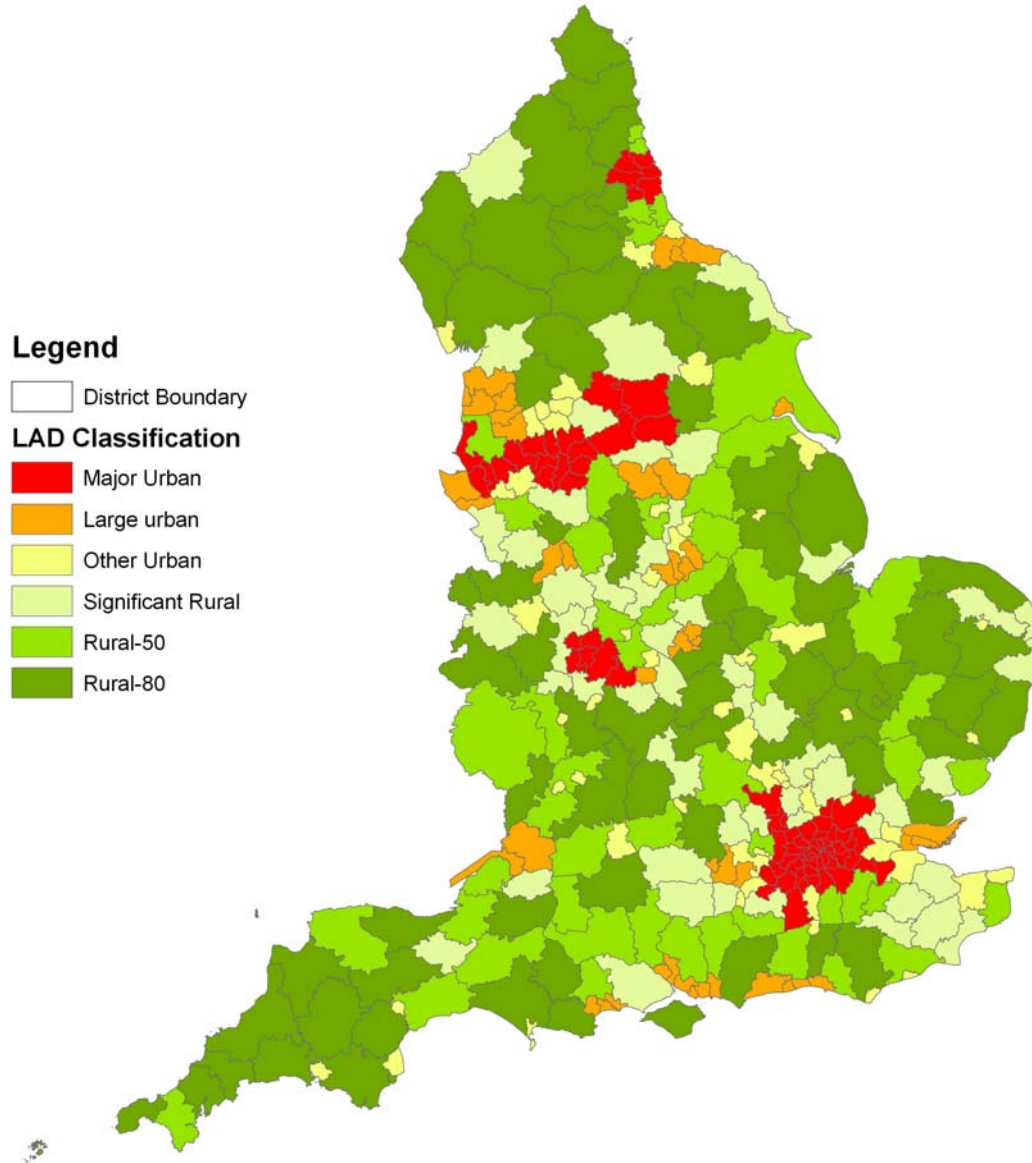 Legend
District Boundary
LAD Classification
Major Urban
Large urban
Other Urban
Significant Rural
Rural-50
Rural-80